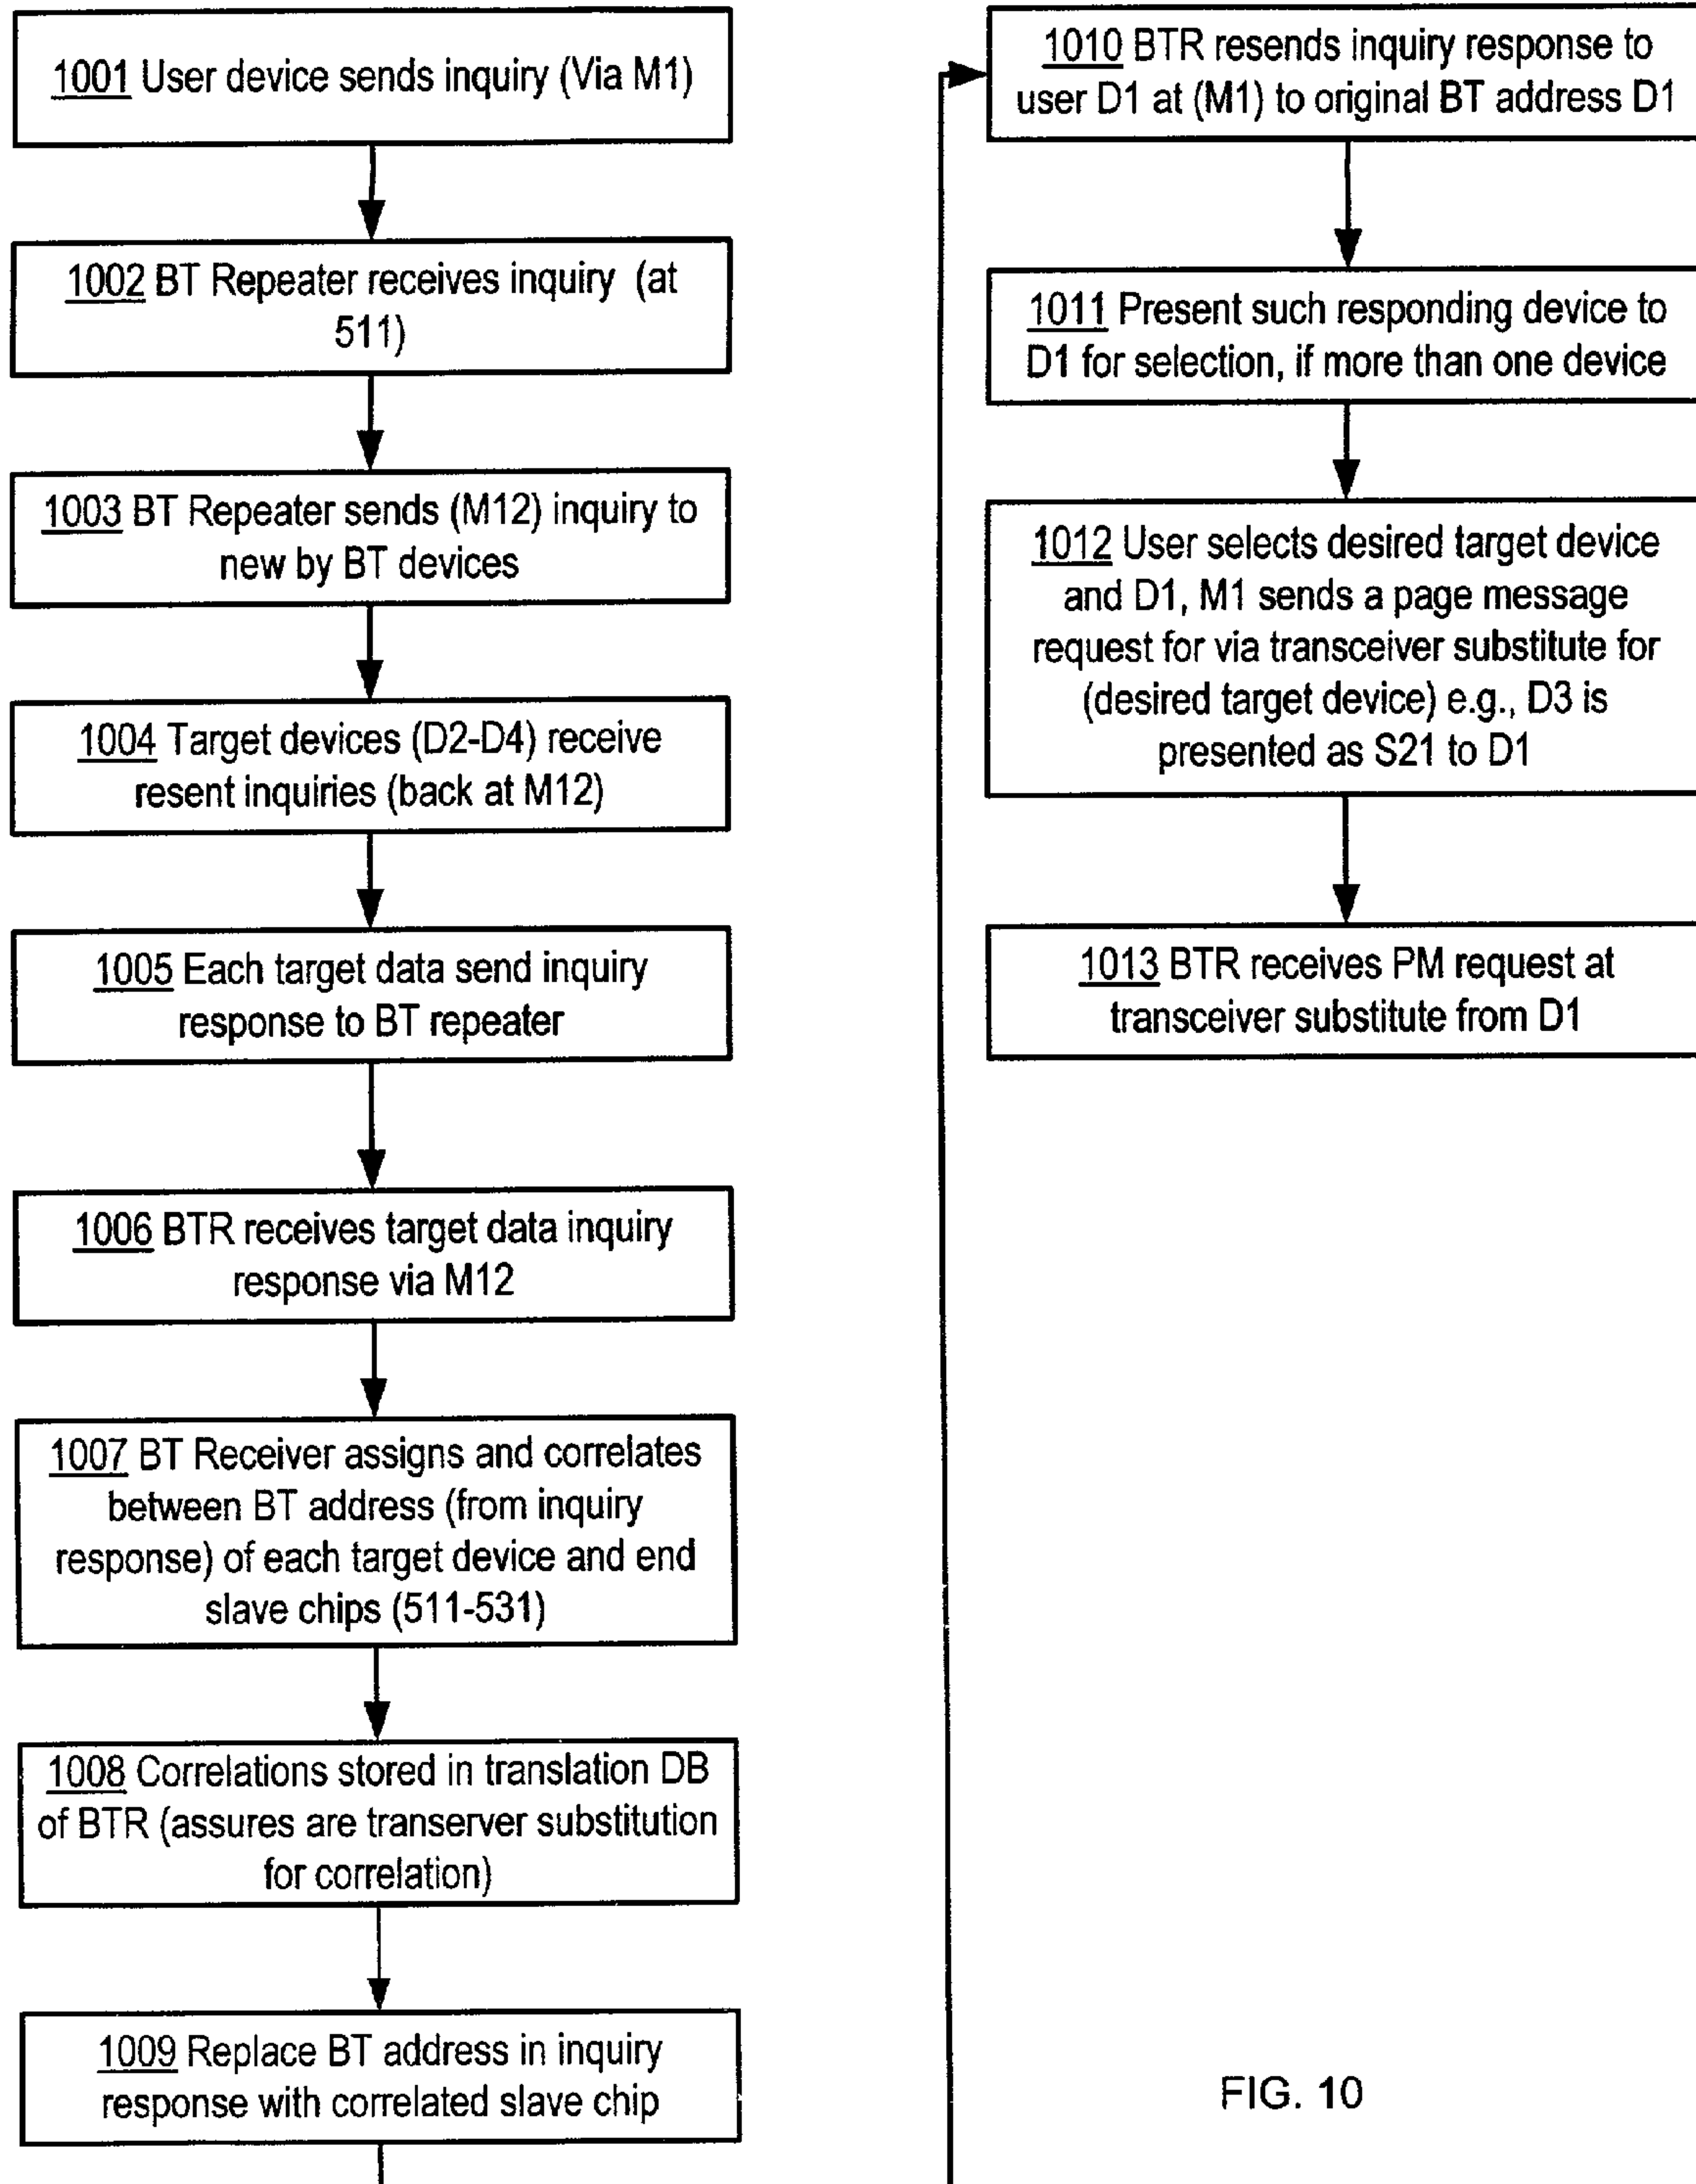 1001 User device sends inquiry (Via M1)
1002 BT Repeater receives inquiry (at
511)
1003 BT Repeater sends (M12) inquiry to
new by BT devices
1004 Target devices (D2-D4) receive
resent inquiries (back at M12)
1005 Each target data send inquiry
response to BT repeater
1006 BTR receives target data inquiry
response via M12
1007 BT Receiver assigns and correlates
between BT address (from inquiry
response) of each target device and end
slave chips (511-531)
1008 Correlations stored in translation DB
of BTR (assures are transerver substitution
for correlation)
1009 Replace BT address in inquiry
response with correlated slave chip
1010 BTR resends inquiry response to
user D1 at (M1) to original BT address D1
1011 Present such responding device to
D1 for selection, if more than one device
1012 User selects desired target device
and D1, M1 sends a page message
request for via transceiver substitute for
(desired target device) e.g., D3 is
presented as S21 to D1
1013 BTR receives PM request at
transceiver substitute from D1
FIG. 10